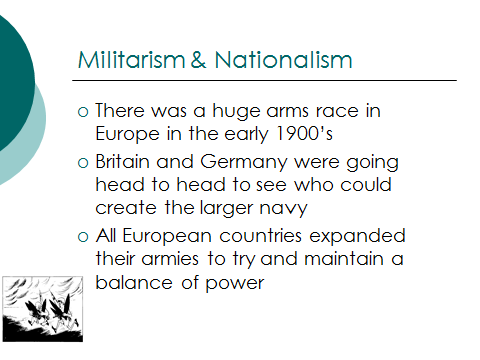 Militarism & Nationalism
There was a huge arms race in
Europe in the early 1900's
Britain and Germany were going
head to head to see who could
create the larger navy
All European countries expanded
their armies to try and maintain a
balance of power